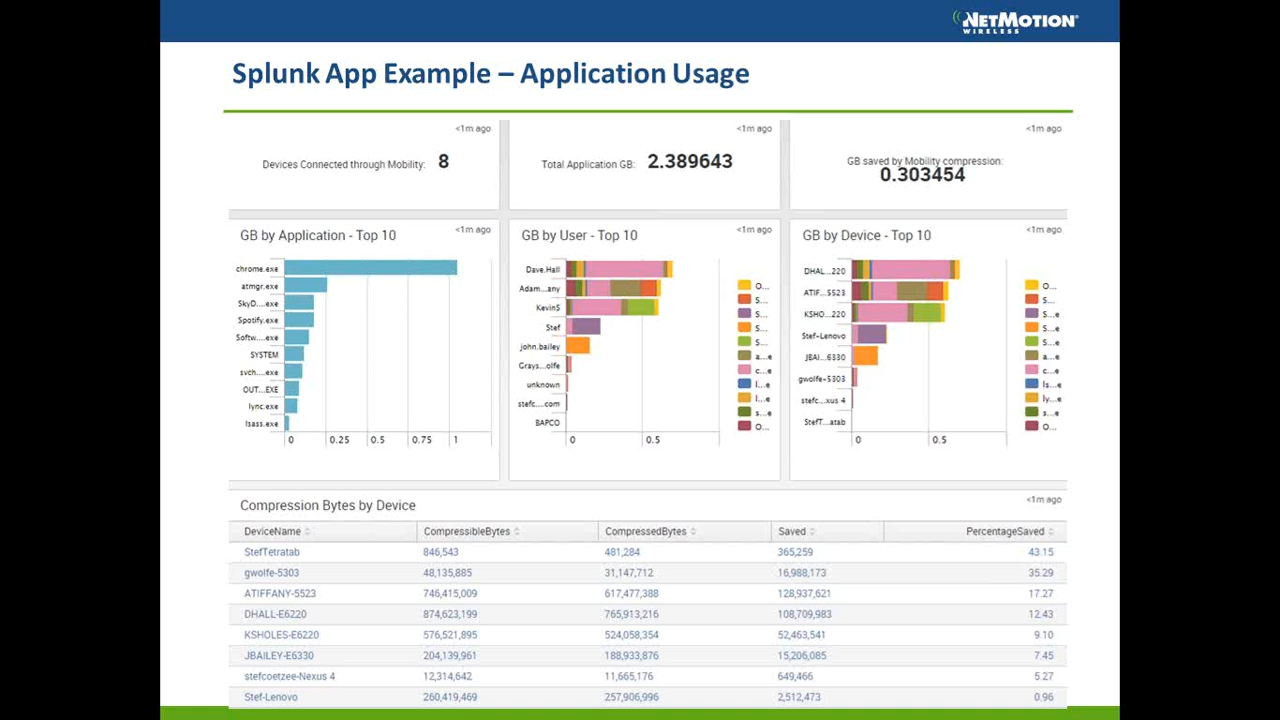 NETMOTION
WIRELESS
Splunk App Example – Application Usage
<1m ago
Devices Connected through Mobility: 8
<1m ago
Total Application GB: 2.389643
<1m ago
GB saved by Mobility compression:
0.303454
GB by Application - Top 10
<1m ago
chrome.exe
atmgr.exe
SkyD....exe
Spotify.exe
Softw....exe
SYSTEM
svch....exe
OUT...EXE
lync.exe
lsass.exe
0 0.25 0.5 0.75 1
GB by User - Top 10
<1m ago
Dave.Hall
Adam...any
KevinS
Stef
john.bailey
Grays...olfe
unknown
stefc....com
BAPCO
0 0.5
O...
S...
S...
S...
S...
a...e
c...e
l...e
l...e
s...e
O...
GB by Device - Top 10
<1m ago
DHAL...220
ATIF...5523
KSHO...220
Stef-Lenovo
JBAI...6330
gwolfe-5303
stefc...xus 4
StefT...atab
0 0.5
O...
S...
S...e
S...
S...e
a...e
c...e
ls...e
ly...e
s...e
O...
Compression Bytes by Device
<1m ago
DeviceName CompressibleBytes CompressedBytes Saved PercentageSaved
StefTetratab 846,543 481,284 365,259 43.15
gwolfe-5303 48,135,885 31,147,712 16,988,173 35.29
ATIFFANY-5523 746,415,009 617,477,388 128,937,621 17.27
DHALL-E6220 874,623,199 765,913,216 108,709,983 12.43
KSHOLES-E6220 576,521,895 524,058,354 52,463,541 9.10
JBAILEY-E6330 204,139,961 188,933,876 15,206,085 7.45
stefcoetzee-Nexus 4 12,314,642 11,665,176 649,466 5.27
Stef-Lenovo 260,419,469 257,906,996 2,512,473 0.96